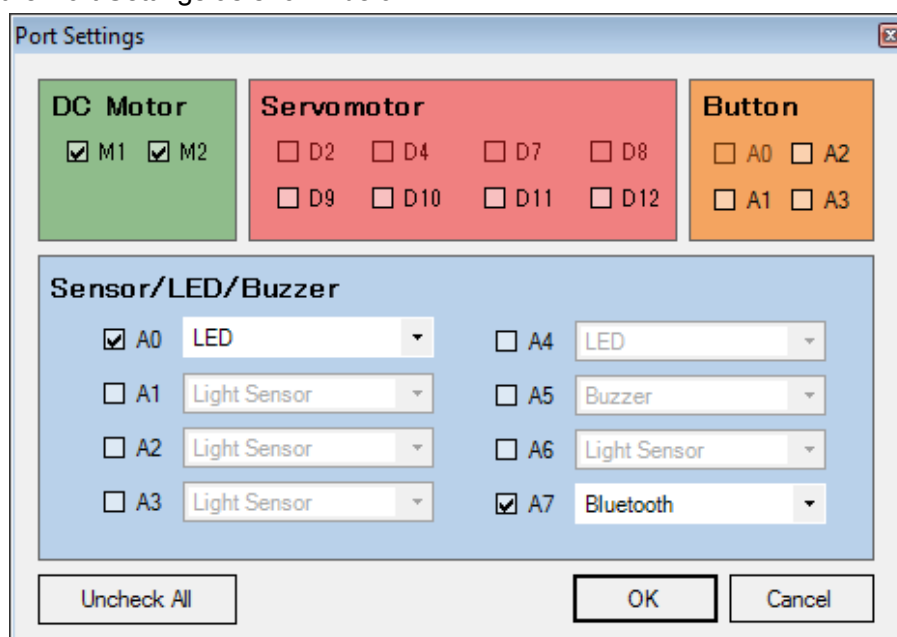 Port Settings
DC Motor
M1 M2
Servomotor
D2 D4 D7 D8
D9 D10 D11 D12
Button
A0 A2
A1 A3
Sensor/LED/Buzzer
A0 LED
A1 Light Sensor
A2 Light Sensor
A3 Light Sensor
A4 LED
A5 Buzzer
A6 Light Sensor
A7 Bluetooth
Uncheck All OK Cancel